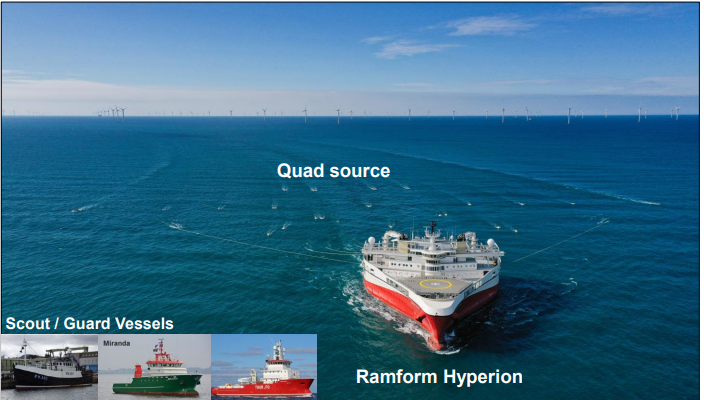 Quad source
Scout / Guard Vessels
Miranda
Ramform Hyperion